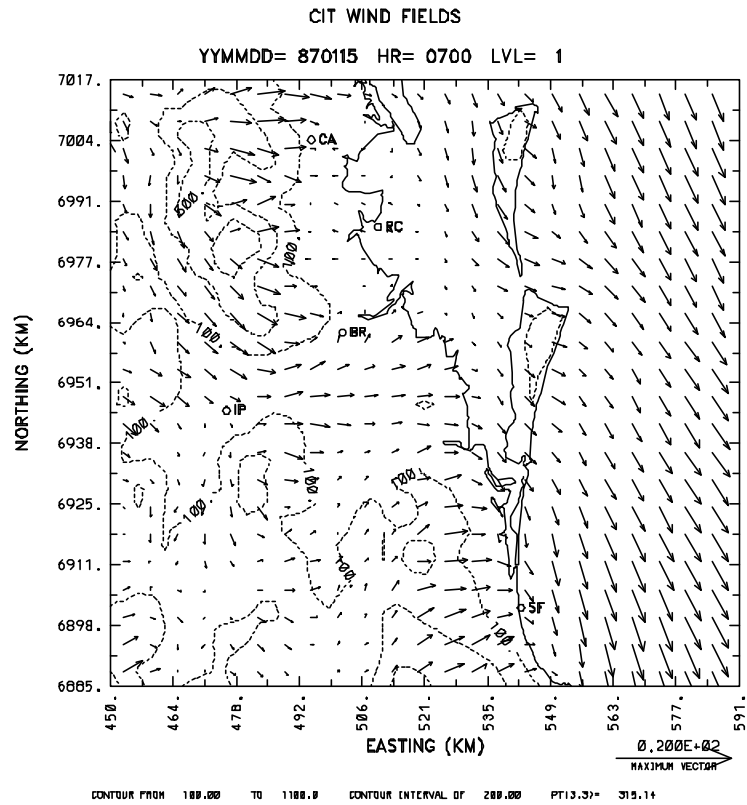 CIT WIND FIELDS
YYMMDD= 870115 HR= 0700 LVL= 1
7017.
7004.
6991.
6977.
6964.
6951.
6938.
6925.
6911.
6898.
6885.
NORTHING (KM)
CA
500.
100.
RC
100.
BR
IP
100
100
100
100
100.
SF
100.
450.
464.
478.
492.
506.
521.
535.
549.
563.
577.
591.
EASTING (KM)
0.200E+02
MAXIMUM VECTOR
CONTOUR FROM 100.00 TO 1100.0 CONTOUR INTERVAL OF 200.00 PT(3,3)= 315.14